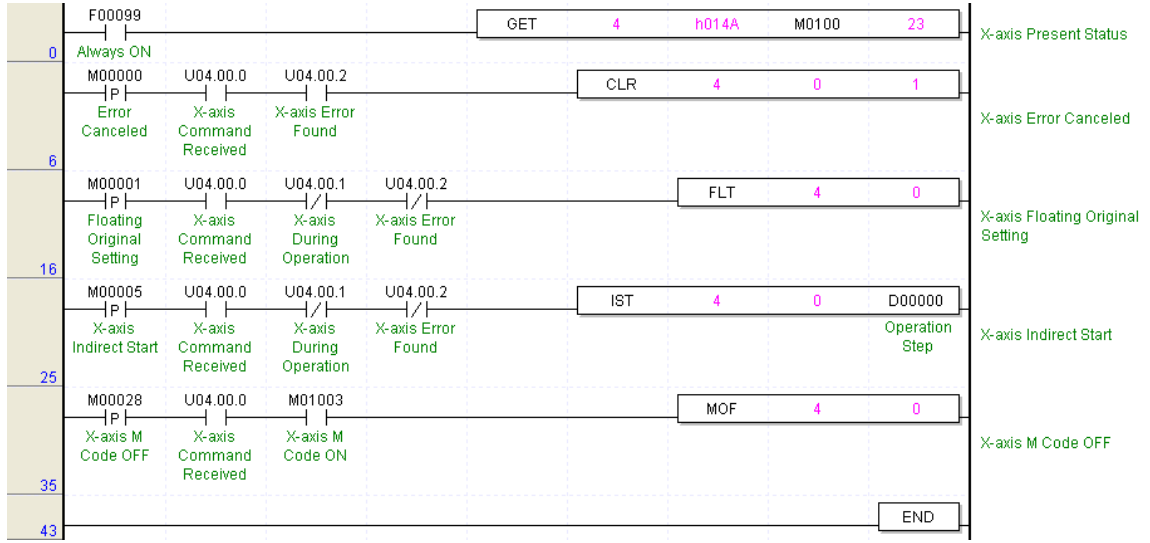 F00099
GET 4 h014A M0100 23
X-axis Present Status
0 Always ON
M00000 U04.00.0 U04.00.2
CLR 4 0 1
P
Error X-axis X-axis Error
Canceled Command Found
Received
X-axis Error Canceled
6
M00001 U04.00.0 U04.00.1 U04.00.2
FLT 4 0
P
Floating X-axis X-axis X-axis Error
Original Command During Found
Setting Received Operation
X-axis Floating Original
Setting
16
M00005 U04.00.0 U04.00.1 U04.00.2
IST 4 0 D00000
P
X-axis X-axis X-axis X-axis Error Operation
Indirect Start Command During Found Step
Received Operation
X-axis Indirect Start
25
M00028 U04.00.0 M01003
MOF 4 0
P
X-axis M X-axis X-axis M
Code OFF Command Code ON
Received
X-axis M Code OFF
35
END
43